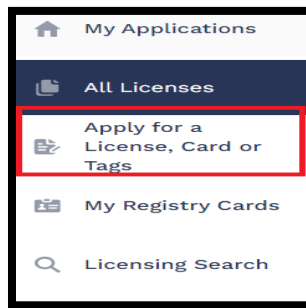 My Applications
All Licenses
Apply for a
License, Card or
Tags
My Registry Cards
Licensing Search